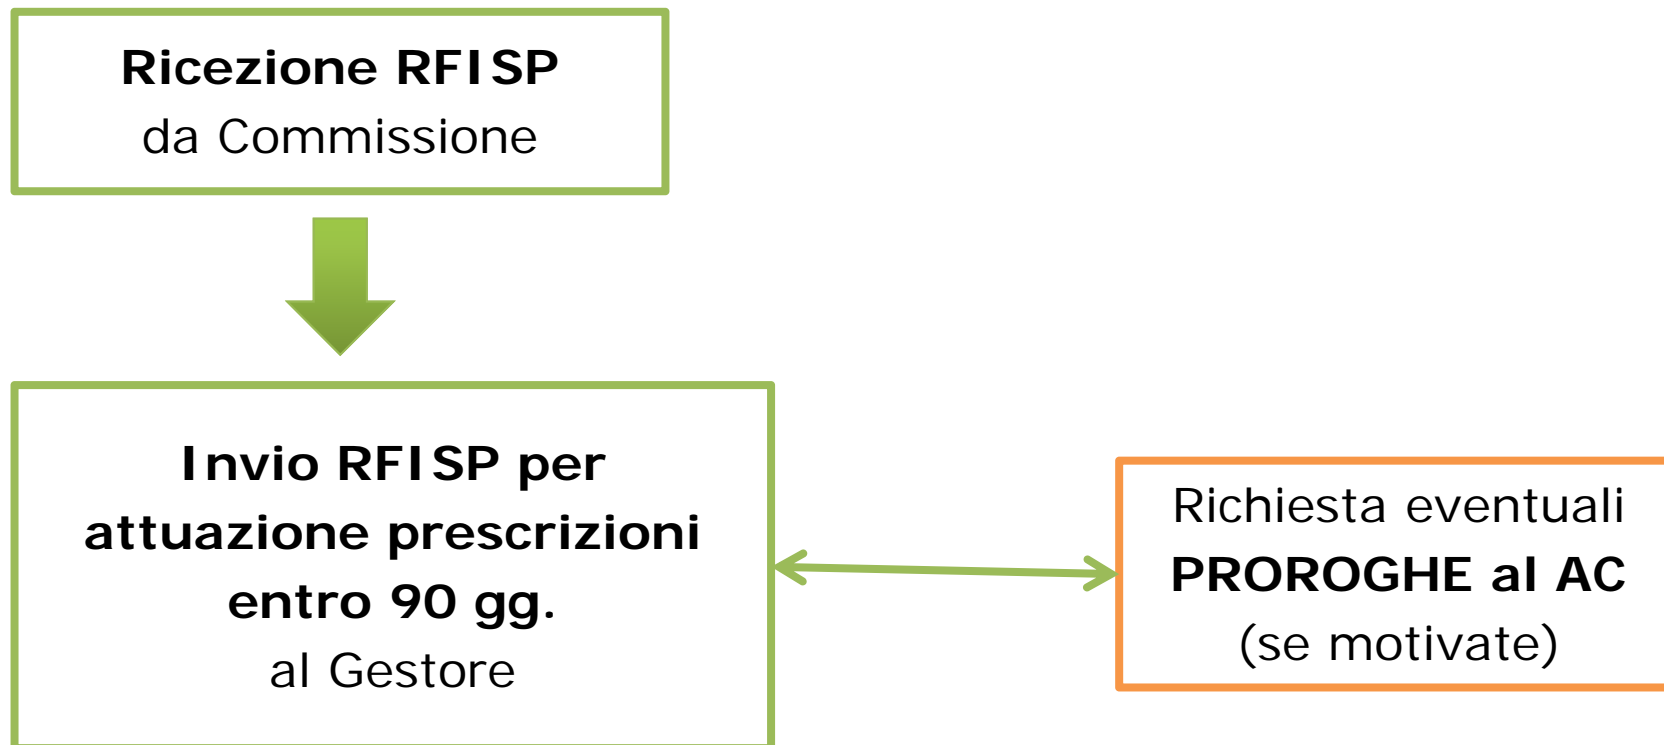 Ricezione RFISP
da Commissione
Invio RFISP per
attuazione prescrizioni
entro 90 gg.
al Gestore
Richiesta eventuali
PROROGHE al AC
(se motivate)